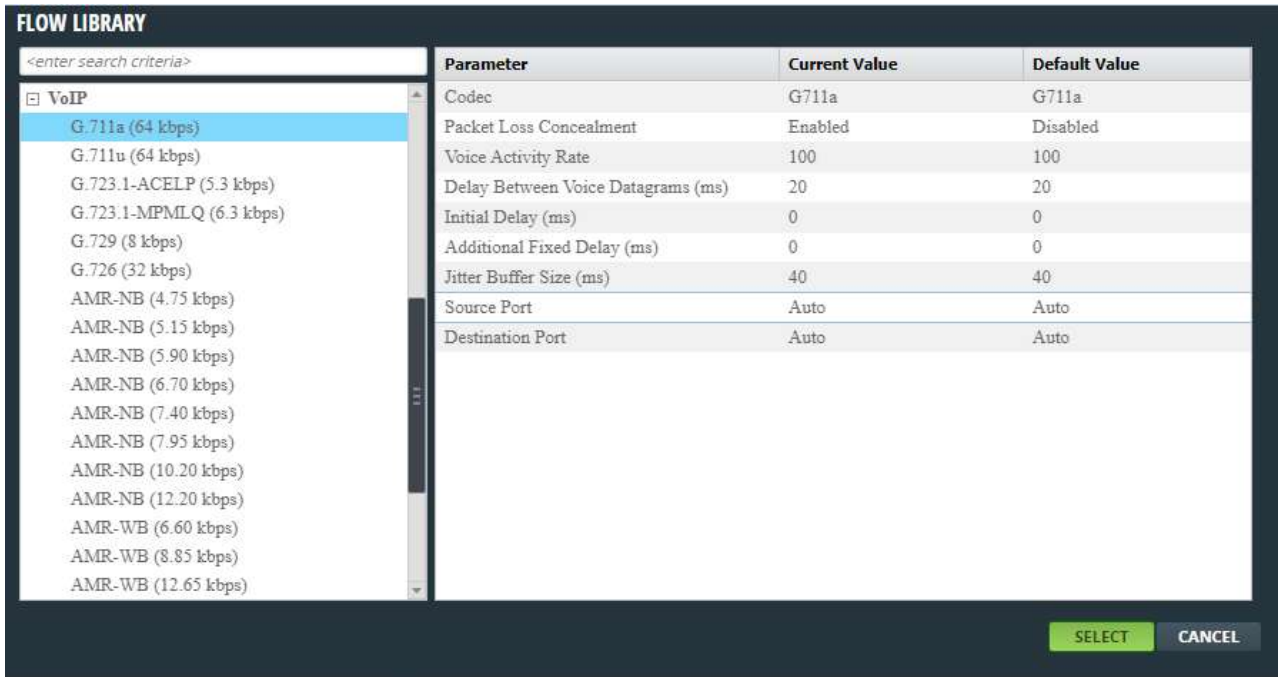 FLOW LIBRARY
<enter search criteria>
VoIP
G.711a (64 kbps)
G.711u (64 kbps)
G.723.1-ACELP (5.3 kbps)
G.723.1-MPMLQ (6.3 kbps)
G.729 (8 kbps)
G.726 (32 kbps)
AMR-NB (4.75 kbps)
AMR-NB (5.15 kbps)
AMR-NB (5.90 kbps)
AMR-NB (6.70 kbps)
AMR-NB (7.40 kbps)
AMR-NB (7.95 kbps)
AMR-NB (10.20 kbps)
AMR-NB (12.20 kbps)
AMR-WB (6.60 kbps)
AMR-WB (8.85 kbps)
AMR-WB (12.65 kbps)
Parameter Current Value Default Value
Codec G711a G711a
Packet Loss Concealment Enabled Disabled
Voice Activity Rate 100 100
Delay Between Voice Datagrams (ms) 20 20
Initial Delay (ms) 0 0
Additional Fixed Delay (ms) 0 0
Jitter Buffer Size (ms) 40 40
Source Port Auto Auto
Destination Port Auto Auto
SELECT CANCEL